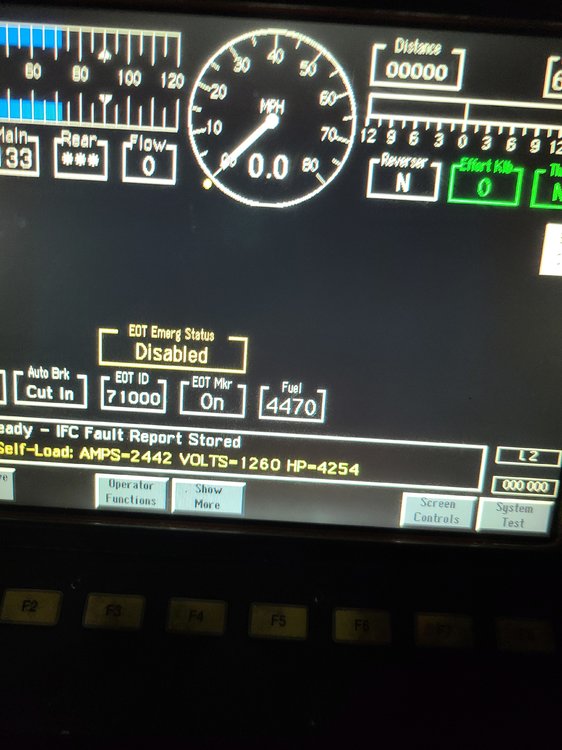 Distance
00000
60 80 100 120
0 10 20 30 40 50 60 70 80
MPH
0.0
12 9 6 3 0 3 6 9 12
Main Rear Flow
133 *** 0
Reverser Effort Klb
N 0
EOT Emerg Status
Disabled
Auto Brk EOT ID EOT Mkr Fuel
Cut In 71000 On 4470
eady - IFC Fault Report Stored
Self-Load: AMPS=2442 VOLTS=1260 HP=4254
L2
000 000
Operator Functions
Show More
Screen Controls
System Test
F2 F3 F4 F5 F6